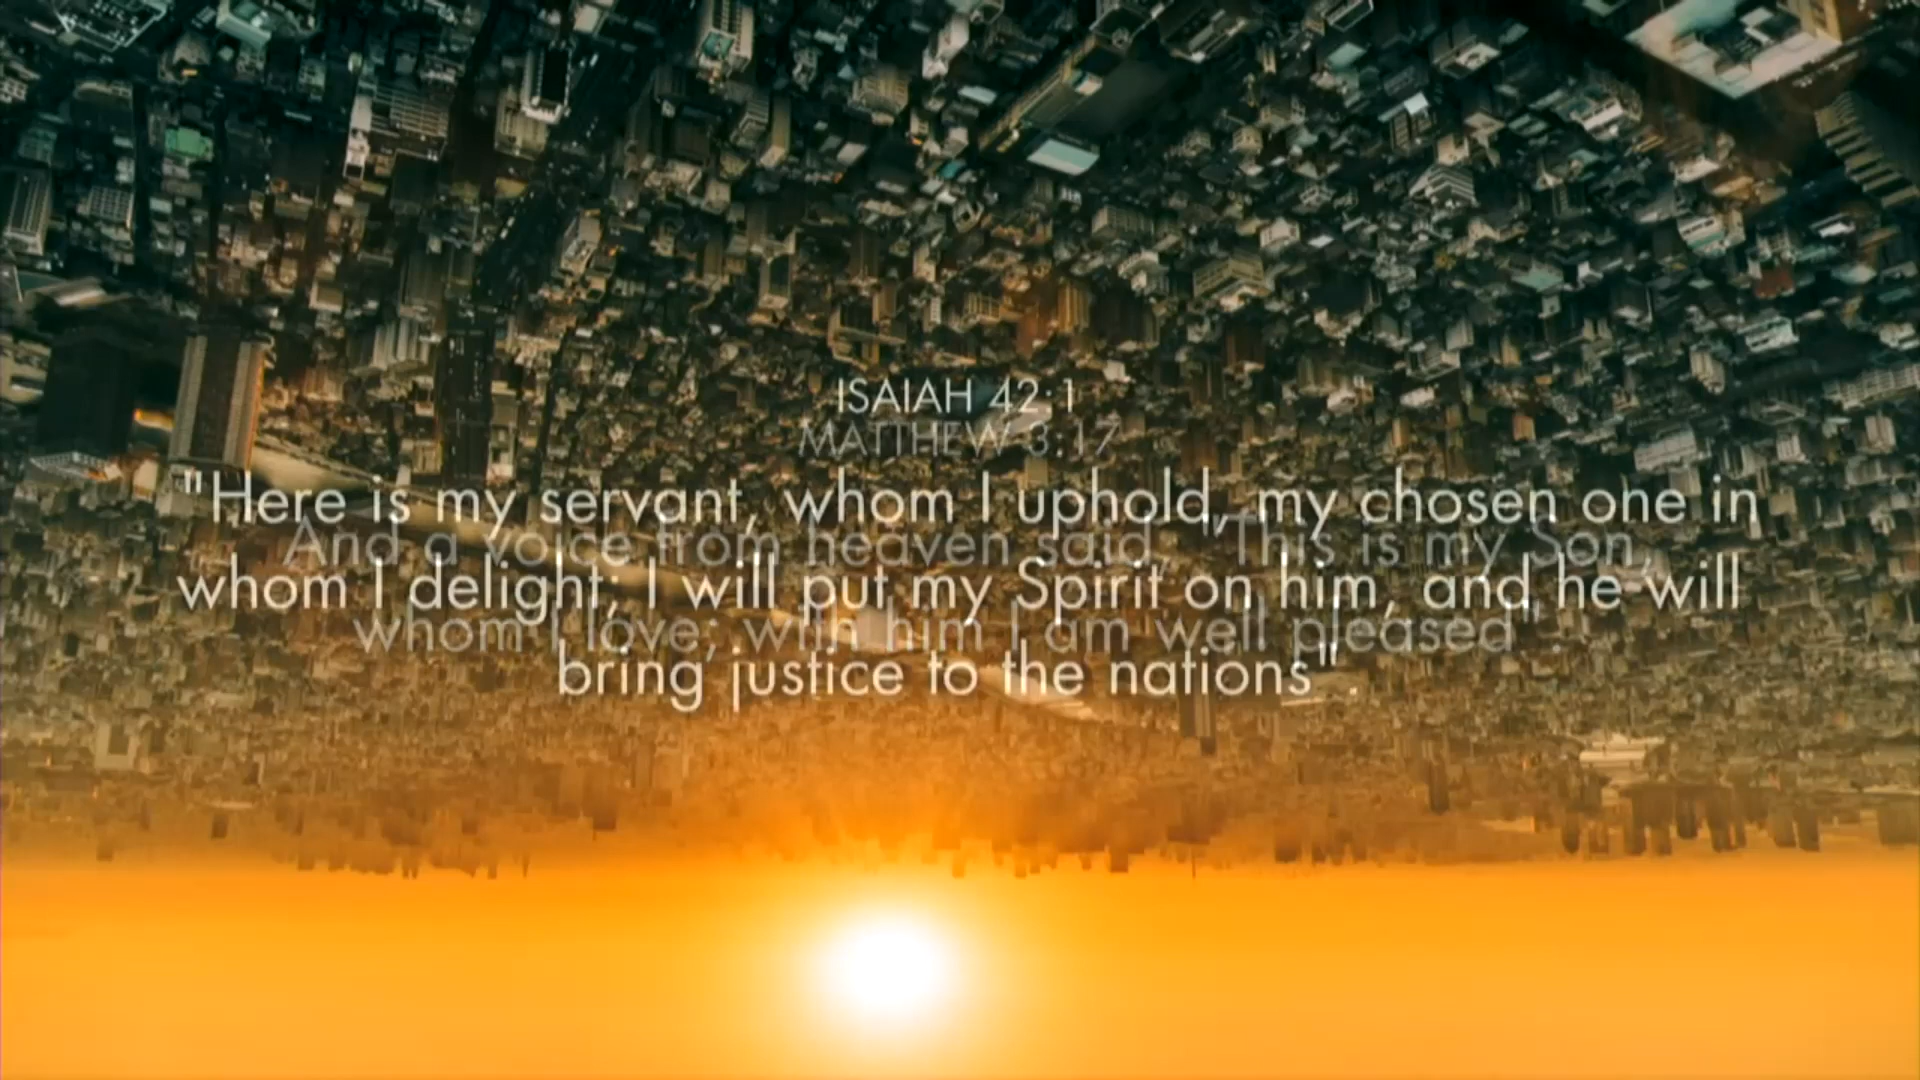 ISAIAH 42:1
"Here is my servant, whom I uphold, my chosen one in
whom I delight; I will put my Spirit on him, and he will
bring justice to the nations" .
MATTHEW 3:17
And a voice from heaven said, "This is my Son,
whom I love; with him I am well pleased" .